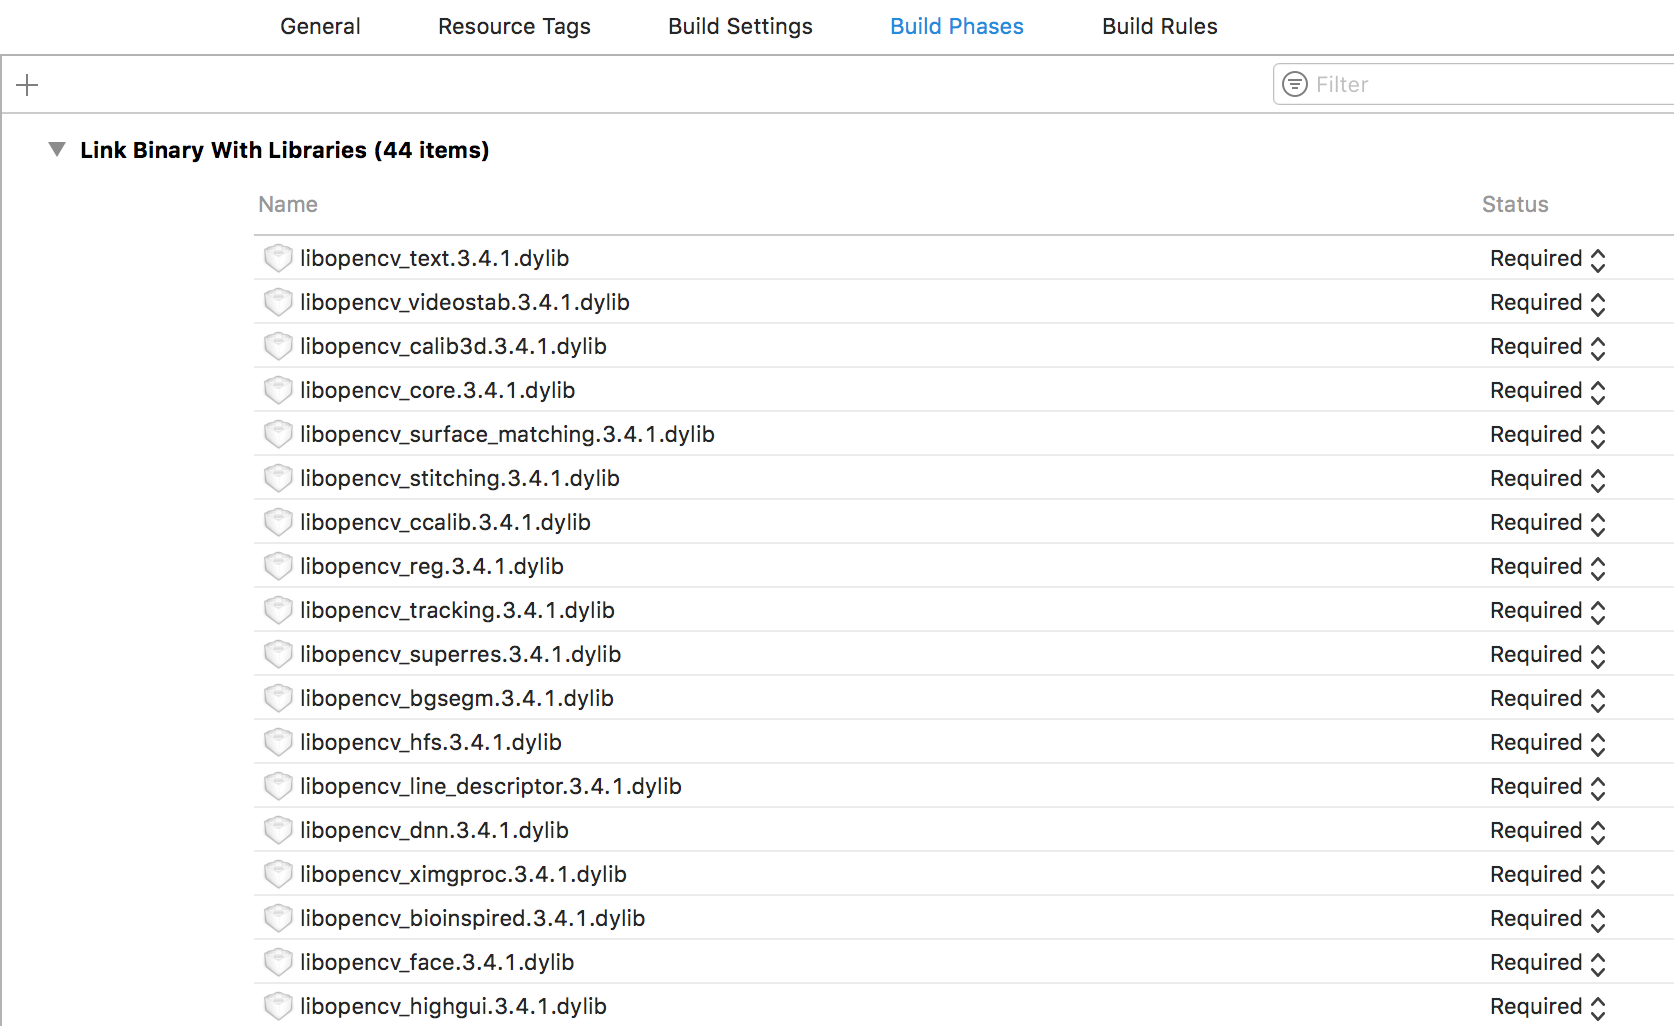 General Resource Tags Build Settings Build Phases Build Rules
Filter
Link Binary With Libraries (44 items)
Name Status
libopencv_text.3.4.1.dylib Required
libopencv_videostab.3.4.1.dylib Required
libopencv_calib3d.3.4.1.dylib Required
libopencv_core.3.4.1.dylib Required
libopencv_surface_matching.3.4.1.dylib Required
libopencv_stitching.3.4.1.dylib Required
libopencv_ccalib.3.4.1.dylib Required
libopencv_reg.3.4.1.dylib Required
libopencv_tracking.3.4.1.dylib Required
libopencv_superres.3.4.1.dylib Required
libopencv_bgsegm.3.4.1.dylib Required
libopencv_hfs.3.4.1.dylib Required
libopencv_line_descriptor.3.4.1.dylib Required
libopencv_dnn.3.4.1.dylib Required
libopencv_ximgproc.3.4.1.dylib Required
libopencv_bioinspired.3.4.1.dylib Required
libopencv_face.3.4.1.dylib Required
libopencv_highgui.3.4.1.dylib Required